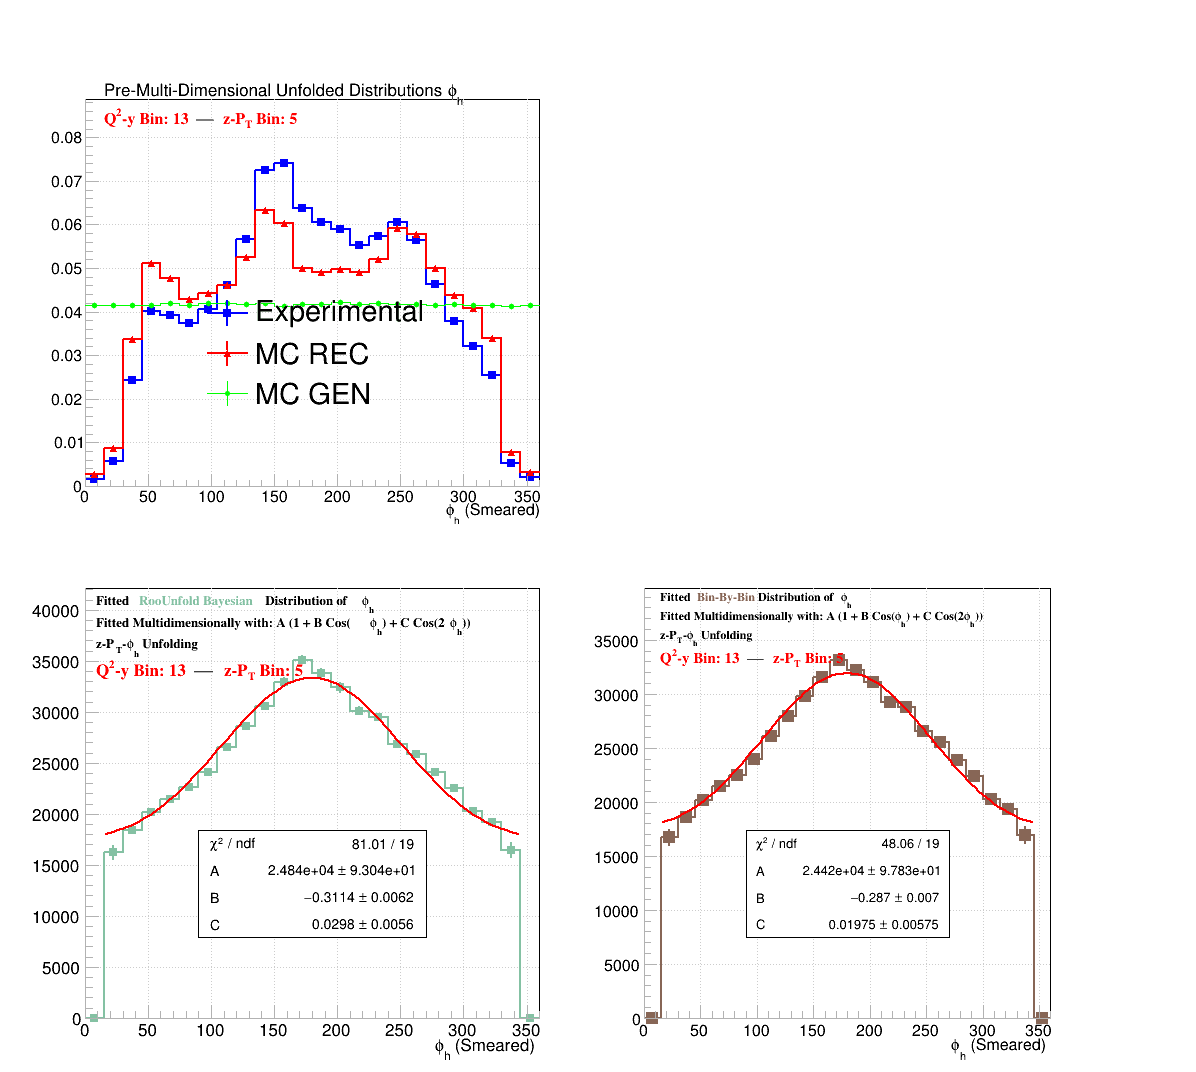 Pre-Multi-Dimensional Unfolded Distributions ϕh
Q2-y Bin: 13 — z-PT Bin: 5
0.08
0.07
0.06
0.05
0.04
0.03
0.02
0.01
0
Experimental
MC REC
MC GEN
0 50 100 150 200 250 300 350
ϕh (Smeared)
Fitted RooUnfold Bayesian Distribution of ϕh
Fitted Multidimensionally with: A (1 + B Cos( ϕh) + C Cos(2 ϕh))
z-PT-ϕh Unfolding
Q2-y Bin: 13 — z-PT Bin: 5
40000
35000
30000
25000
20000
15000
10000
5000
0
χ2 / ndf 81.01 / 19
A 2.484e+04 ± 9.304e+01
B −0.3114 ± 0.0062
C 0.0298 ± 0.0056
0 50 100 150 200 250 300 350
ϕh (Smeared)
Fitted Bin-By-Bin Distribution of ϕh
Fitted Multidimensionally with: A (1 + B Cos(ϕh) + C Cos(2ϕh))
z-PT-ϕh Unfolding
Q2-y Bin: 13 — z-PT Bin: 5
35000
30000
25000
20000
15000
10000
5000
0
χ2 / ndf 48.06 / 19
A 2.442e+04 ± 9.783e+01
B −0.287 ± 0.007
C 0.01975 ± 0.00575
0 50 100 150 200 250 300 350
ϕh (Smeared)